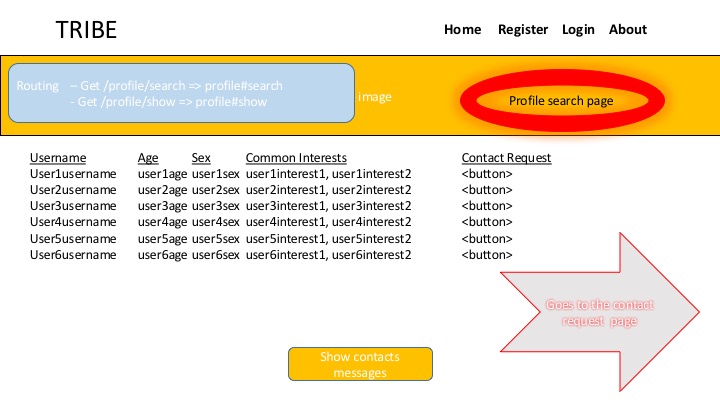 TRIBE
Home Register Login About
Routing – Get /profile/search => profile#search
- Get /profile/show => profile#show
image
Profile search page
Username Age Sex Common Interests Contact Request
User1username user1age user1sex user1interest1, user1interest2 <button>
User2username user2age user2sex user2interest1, user2interest2 <button>
User3username user3age user3sex user3interest1, user3interest2 <button>
User4username user4age user4sex user4interest1, user4interest2 <button>
User5username user5age user5sex user5interest1, user5interest2 <button>
User6username user6age user6sex user6interest1, user6interest2 <button>
Goes to the contact
request page
Show contacts
messages